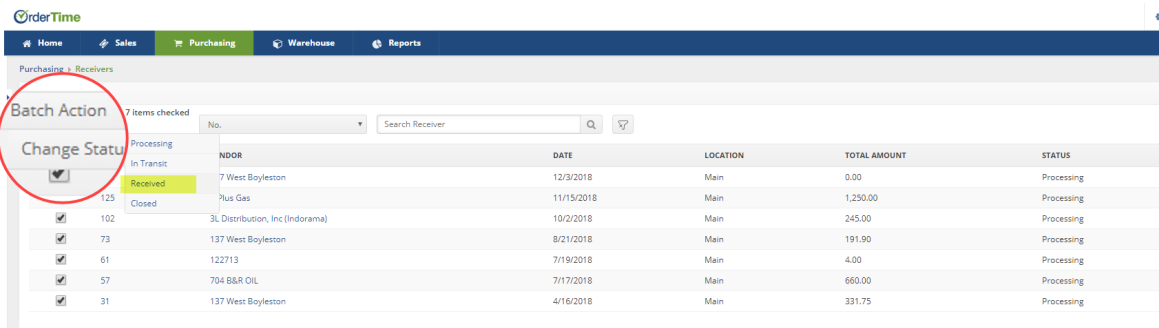 OrderTime
Home Sales Purchasing Warehouse Reports
Purchasing Receivers
Batch Action 7 items checked
No. Search Receiver
Change Statu Processing
In Transit
Received
Closed
NDOR DATE LOCATION TOTAL AMOUNT STATUS
7 West Boyleston 12/3/2018 Main 0.00 Processing
125 Plus Gas 11/15/2018 Main 1,250.00 Processing
102 3L Distribution, Inc (Indorama) 10/2/2018 Main 245.00 Processing
73 137 West Boyleston 8/21/2018 Main 191.90 Processing
61 122713 7/19/2018 Main 4.00 Processing
57 704 B&R OIL 7/17/2018 Main 660.00 Processing
31 137 West Boyleston 4/16/2018 Main 331.75 Processing